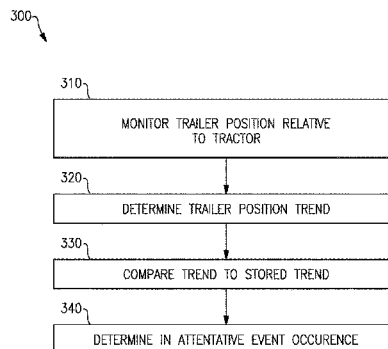 300
310
MONITOR TRAILER POSITION RELATIVE
TO TRACTOR
320
DETERMINE TRAILER POSITION TREND
330
COMPARE TREND TO STORED TREND
340
DETERMINE IN ATTENTATIVE EVENT OCCURENCE